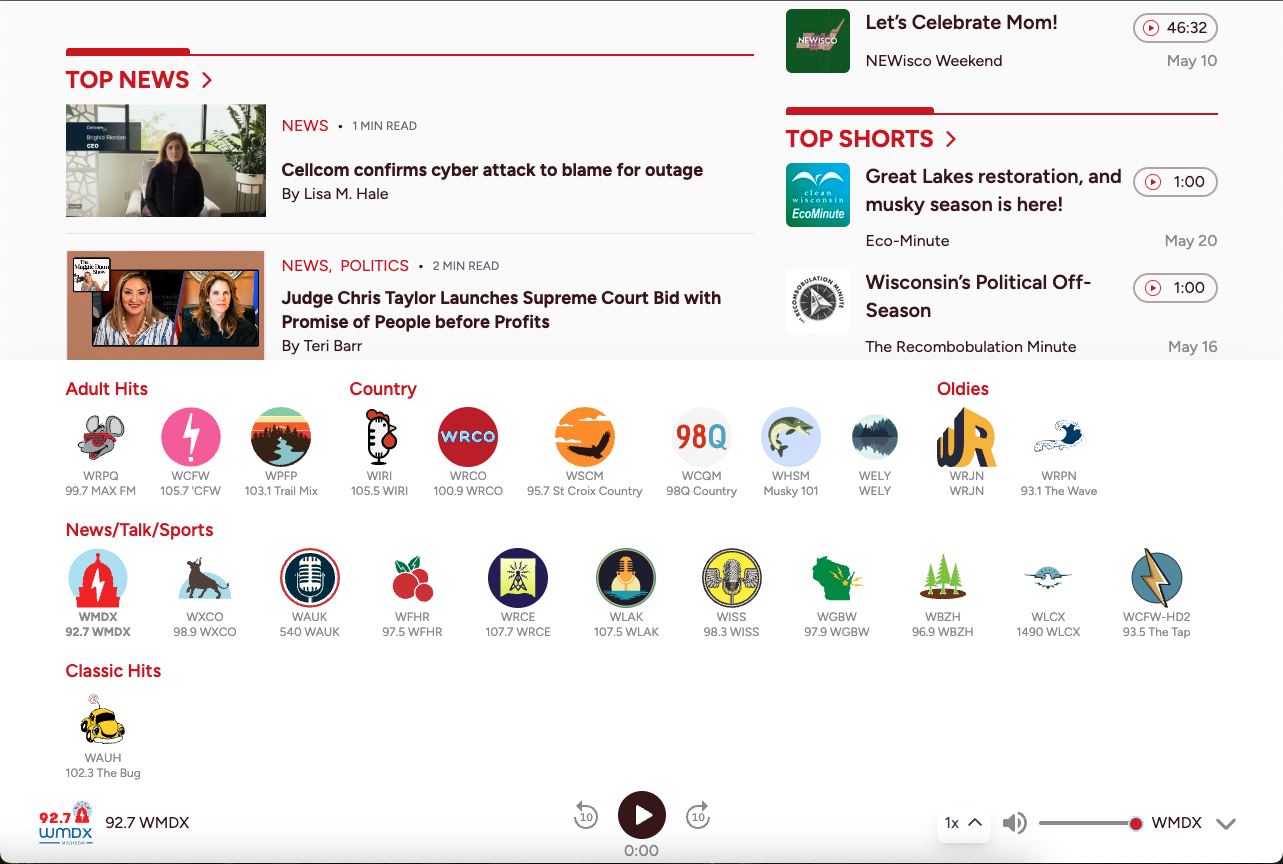 Let’s Celebrate Mom!
46:32
NEWisco Weekend
May 10
NEWISCO
TOP NEWS
NEWS • 1 MIN READ
Cellcom confirms cyber attack to blame for outage
By Lisa M. Hale
Brighid Riordan
CEO
NEWS, POLITICS • 2 MIN READ
Judge Chris Taylor Launches Supreme Court Bid with
Promise of People before Profits
By Teri Barr
The
Maggie Daun
Show
TOP SHORTS
clean
wisconsin
EcoMinute
Great Lakes restoration, and
musky season is here!
1:00
Eco-Minute
May 20
THE RECOMBOBULATION MINUTE
Wisconsin’s Political Off-
Season
1:00
The Recombobulation Minute
May 16
Adult Hits
WRPQ
99.7 MAX FM
WCFW
105.7 'CFW
WPFP
103.1 Trail Mix
Country
WIRI
105.5 WIRI
WRCO
WRCO
100.9 WRCO
WSCM
95.7 St Croix Country
98Q
WCQM
98Q Country
WHSM
Musky 101
WELY
WELY
Oldies
WR
WRJN
WRJN
WRPN
93.1 The Wave
News/Talk/Sports
WMDX
92.7 WMDX
WXCO
98.9 WXCO
WAUK
540 WAUK
WFHR
97.5 WFHR
WRCE
107.7 WRCE
WLAK
107.5 WLAK
WISS
98.3 WISS
WGBW
97.9 WGBW
WBZH
96.9 WBZH
WLCX
1490 WLCX
WCFW-HD2
93.5 The Tap
Classic Hits
WAUH
102.3 The Bug
92.7
WMDX
MADISON
92.7 WMDX
10
10
0:00
1x
WMDX